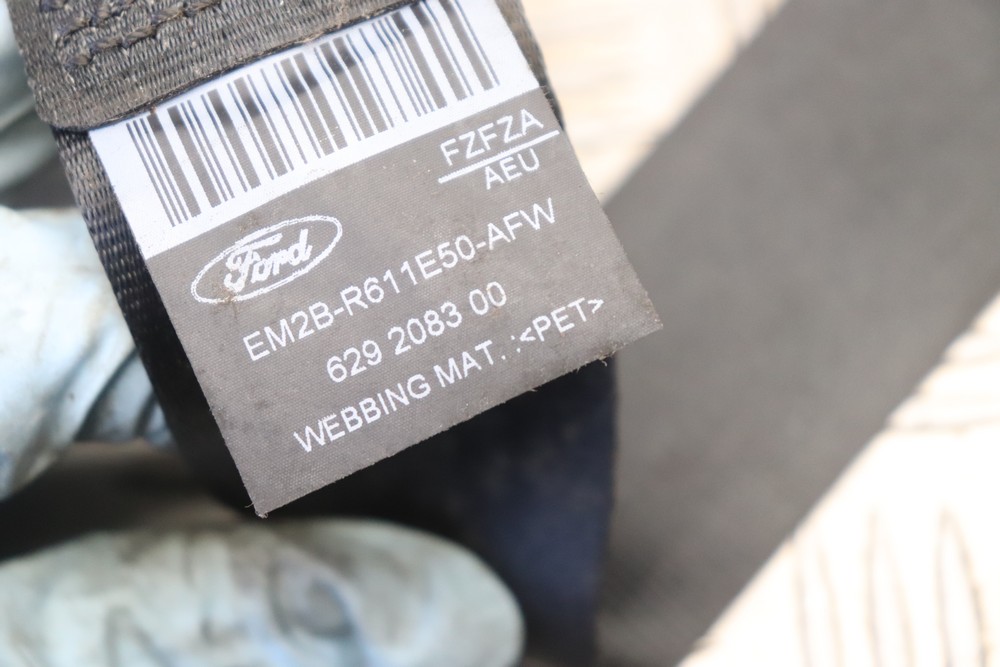 FZFZA
AEU
Ford
EM2B-R611E50-AFW
629 2083 00
WEBBING MAT. :<PET>